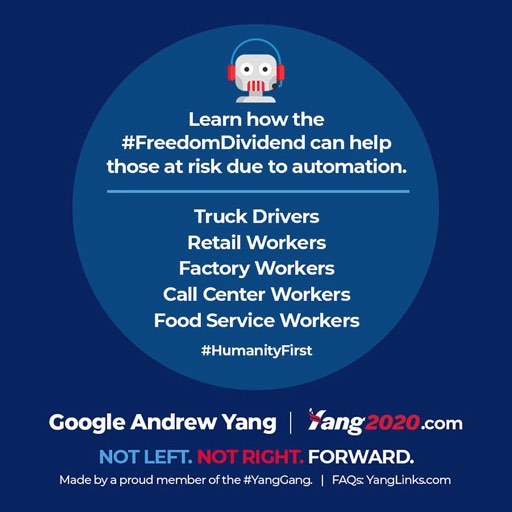 Learn how the
#FreedomDividend can help
those at risk due to automation.
Truck Drivers
Retail Workers
Factory Workers
Call Center Workers
Food Service Workers
#HumanityFirst
Google Andrew Yang | Yang2020.com
NOT LEFT. NOT RIGHT. FORWARD.
Made by a proud member of the #YangGang. | FAQs: YangLinks.com